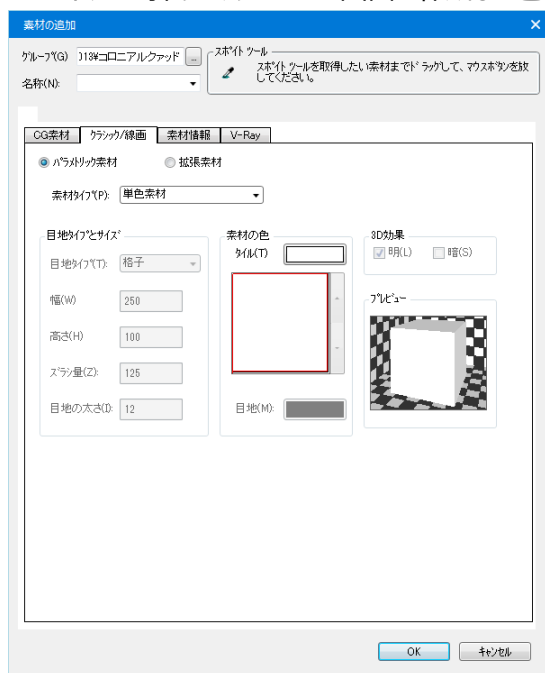 素材の追加
グループ(G) )13¥コロニアルクァッド ...
スポイト ツール
スポイト ツールを取得したい素材までドラッグして、マウスボタンを放してください。
名称(N):
CG素材 クラシック/線画 素材情報 V-Ray
パラメトリック素材 拡張素材
素材タイプ(P): 単色素材
目地タイプとサイズ
目地タイプ(T): 格子
幅(W) 250
高さ(H) 100
ズラシ量(Z): 125
目地の太さ(I): 12
素材の色
タイル(T)
目地(M):
3D効果
明(L) 暗(S)
プレビュー
OK キャンセル